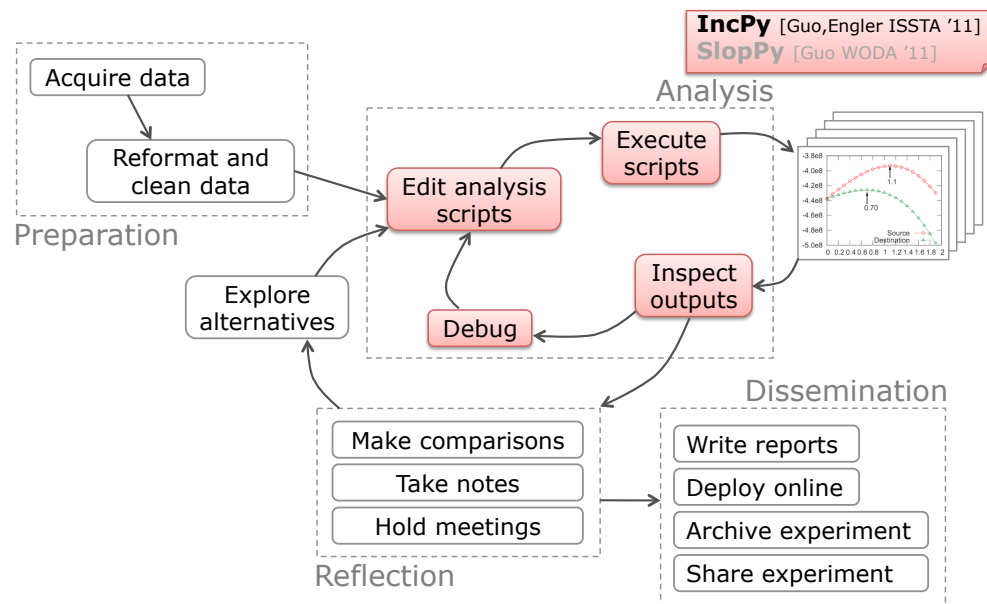 IncPy [Guo,Engler ISSTA '11]
SlopPy [Guo WODA '11]
Acquire data
Reformat and
clean data
Preparation
Analysis
Edit analysis
scripts
Execute
scripts
-3.8e8
-4.0e8
-4.2e8
-4.4e8
-4.6e8
-4.8e8
-5.0e8
1.1
0.70
Source
Destination
0 0.2 0.4 0.6 0.8 1 1.2 1.4 1.6 1.8 2
Inspect
outputs
Debug
Explore
alternatives
Make comparisons
Take notes
Hold meetings
Reflection
Dissemination
Write reports
Deploy online
Archive experiment
Share experiment